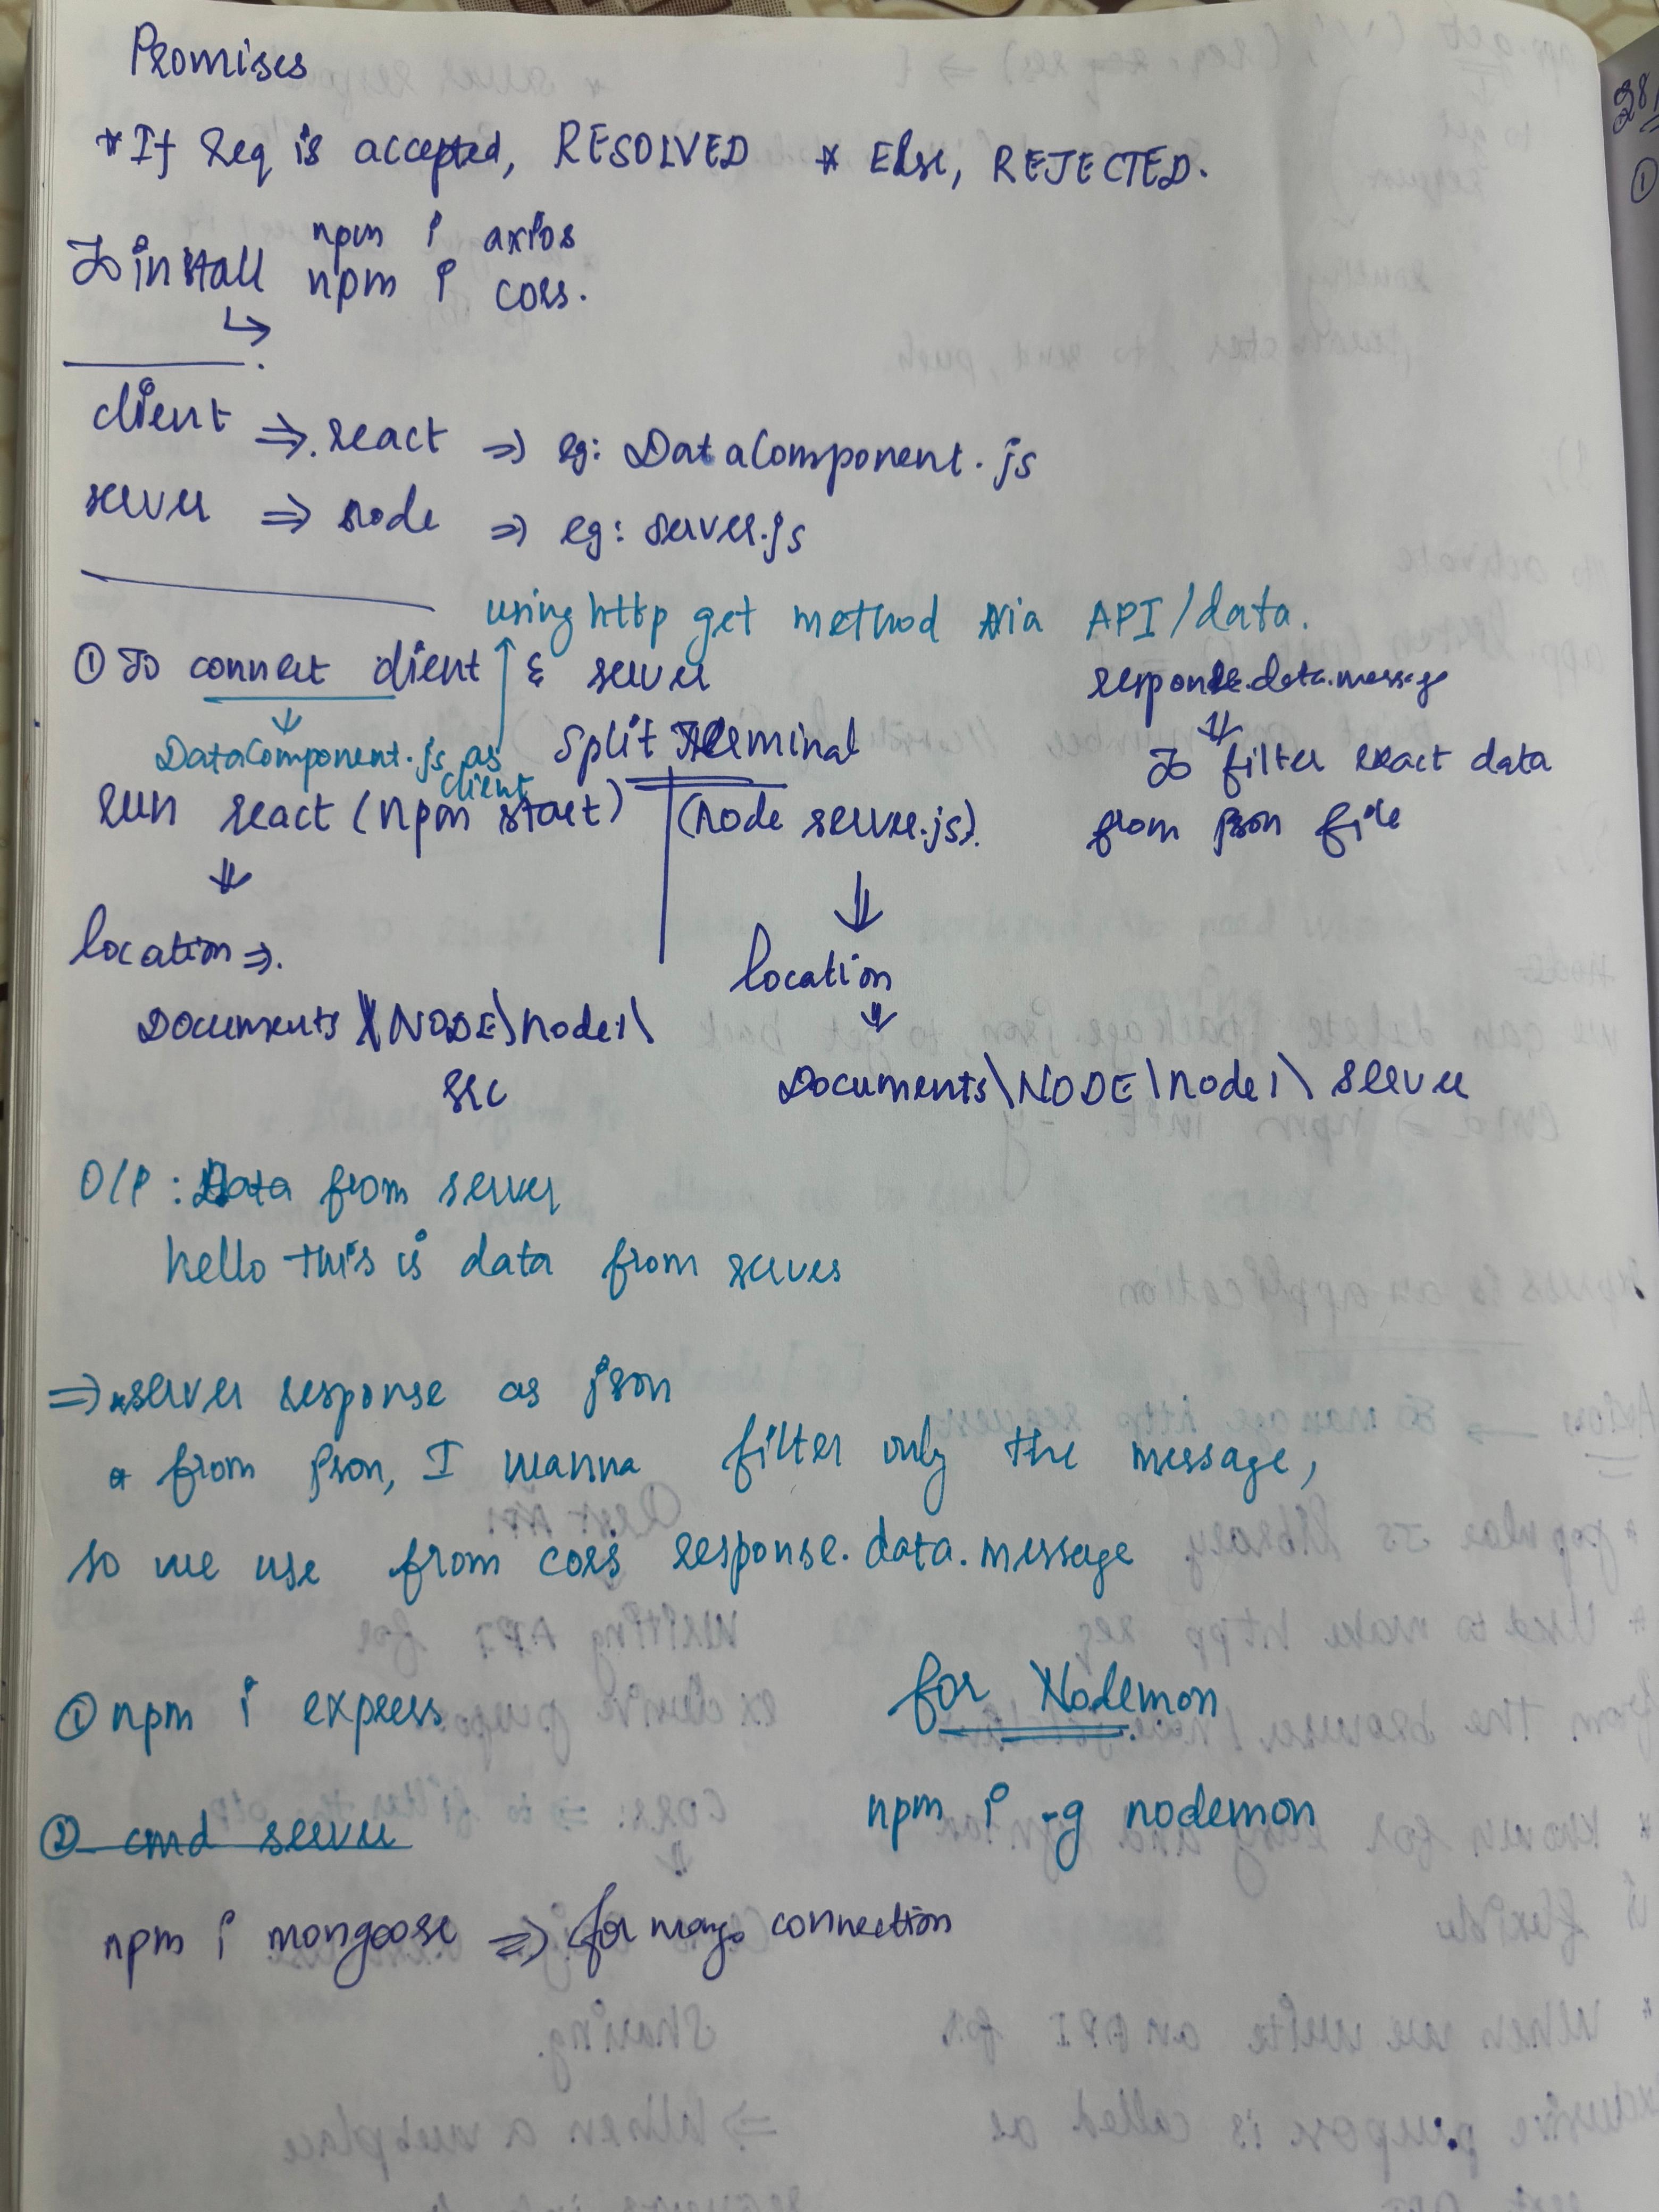 Promises
* If Req is accepted, RESOLVED * Else, REJECTED.
npm i axios
To install npm i cors.
↳
client ⇒ react ⇒ eg: DataComponent.js
server ⇒ node ⇒ eg: server.js
using http get method via API/data.
① To connect client & server
response.data.message
⇓
DataComponent.js as client
Split Terminal
To filter exact data
from json file
run react (npm start) | (node server.js).
⇓
location ⇒.
Documents\NODE\node1\
src
⇓
location
⇓
Documents\NODE\node1\server
O/P : Data from server
hello this is data from server
⇒ * server response as json
* from json, I wanna filter only the message,
so we use from cors response.data.message
① npm i express
② cmd server
for Nodemon
npm i -g nodemon
npm i mongoose ⇒ for mongo connection
28
①